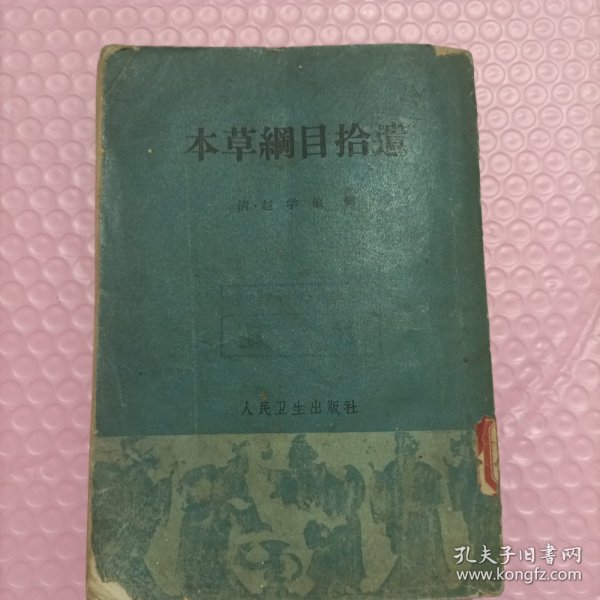 本草綱目拾遺
清·赵学敏 輯
人民卫生出版社
孔夫子旧书网
www.kongfz.com